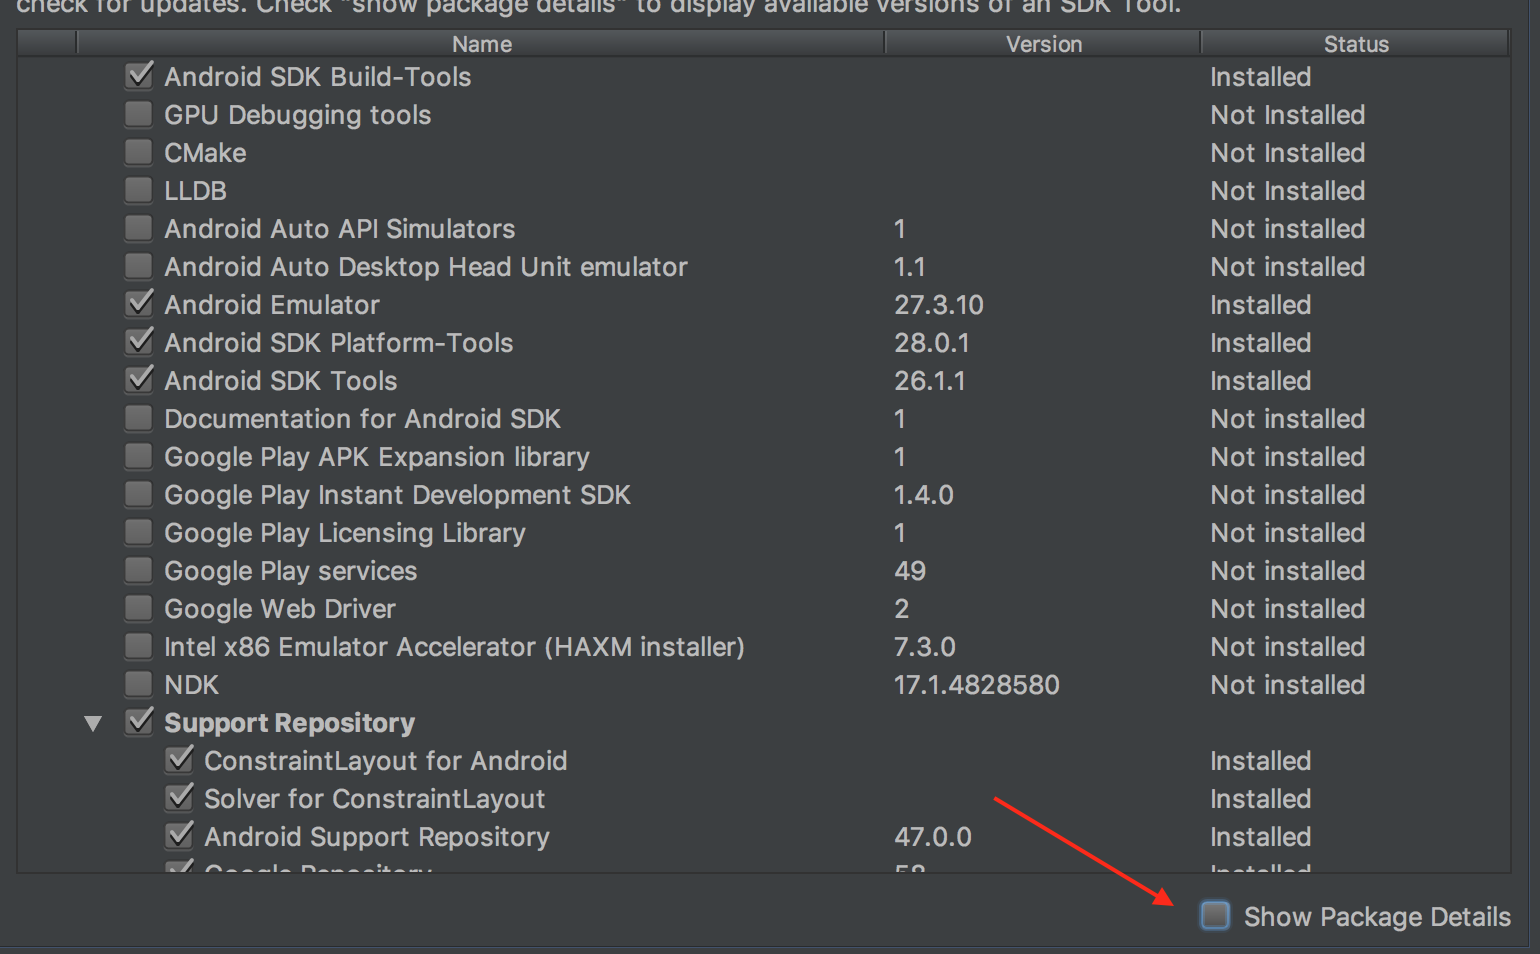 check for updates. Check "show package details" to display available versions of an SDK Tool.
Name Version Status
Android SDK Build-Tools Installed
GPU Debugging tools Not Installed
CMake Not Installed
LLDB Not Installed
Android Auto API Simulators 1 Not installed
Android Auto Desktop Head Unit emulator 1.1 Not installed
Android Emulator 27.3.10 Installed
Android SDK Platform-Tools 28.0.1 Installed
Android SDK Tools 26.1.1 Installed
Documentation for Android SDK 1 Not installed
Google Play APK Expansion library 1 Not installed
Google Play Instant Development SDK 1.4.0 Not installed
Google Play Licensing Library 1 Not installed
Google Play services 49 Not installed
Google Web Driver 2 Not installed
Intel x86 Emulator Accelerator (HAXM installer) 7.3.0 Not installed
NDK 17.1.4828580 Not installed
Support Repository
ConstraintLayout for Android Installed
Solver for ConstraintLayout Installed
Android Support Repository 47.0.0 Installed
Google Repository 58 Installed
Show Package Details